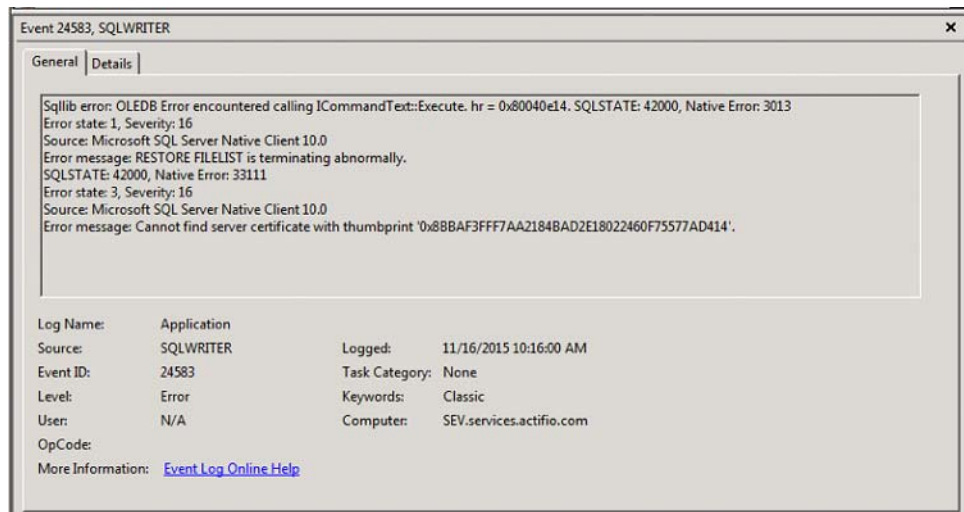 Event 24583, SQLWRITER
General Details
Sqllib error: OLEDB Error encountered calling ICommandText::Execute. hr = 0x80040e14. SQLSTATE: 42000, Native Error: 3013
Error state: 1, Severity: 16
Source: Microsoft SQL Server Native Client 10.0
Error message: RESTORE FILELIST is terminating abnormally.
SQLSTATE: 42000, Native Error: 33111
Error state: 3, Severity: 16
Source: Microsoft SQL Server Native Client 10.0
Error message: Cannot find server certificate with thumbprint '0x8BBAF3FFF7AA2184BAD2E18022460F75577AD414'.
Log Name: Application
Source: SQLWRITER Logged: 11/16/2015 10:16:00 AM
Event ID: 24583 Task Category: None
Level: Error Keywords: Classic
User: N/A Computer: SEV.services.actifio.com
OpCode:
More Information: Event Log Online Help